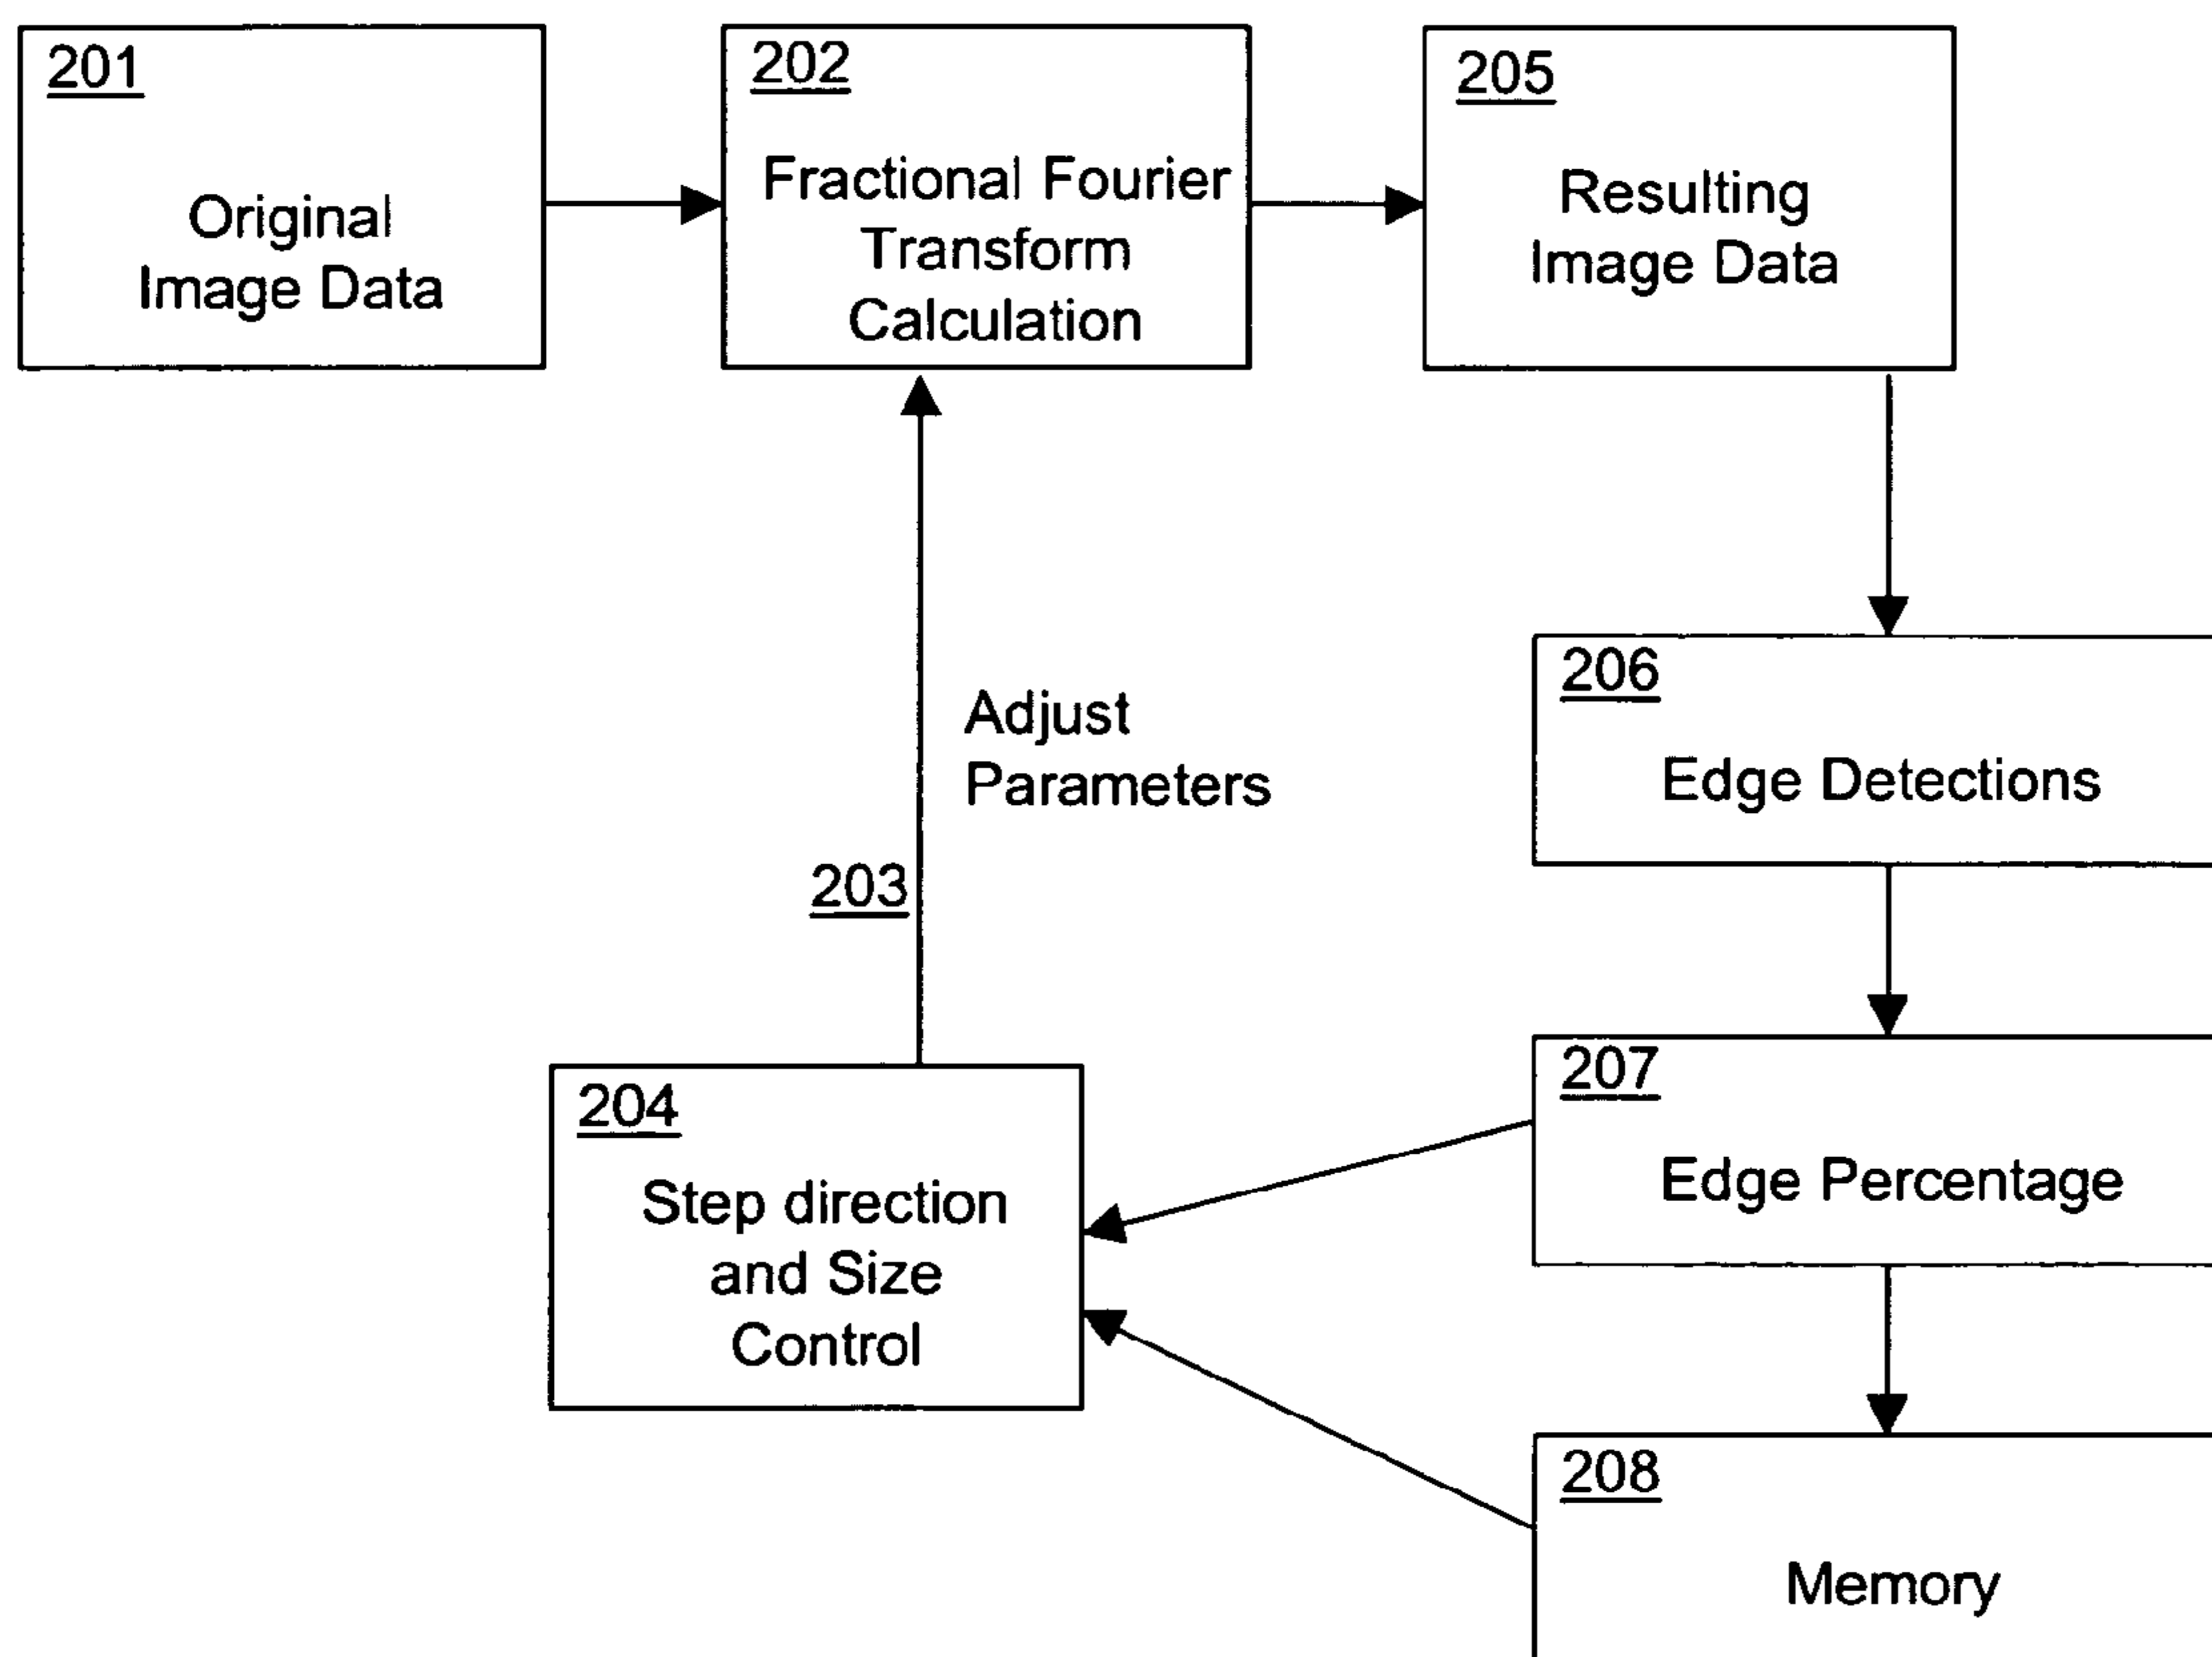 201
Original
Image Data
202
Fractional Fourier
Transform
Calculation
205
Resulting
Image Data
206
Edge Detections
Adjust
Parameters
203
207
Edge Percentage
204
Step direction
and Size
Control
208
Memory